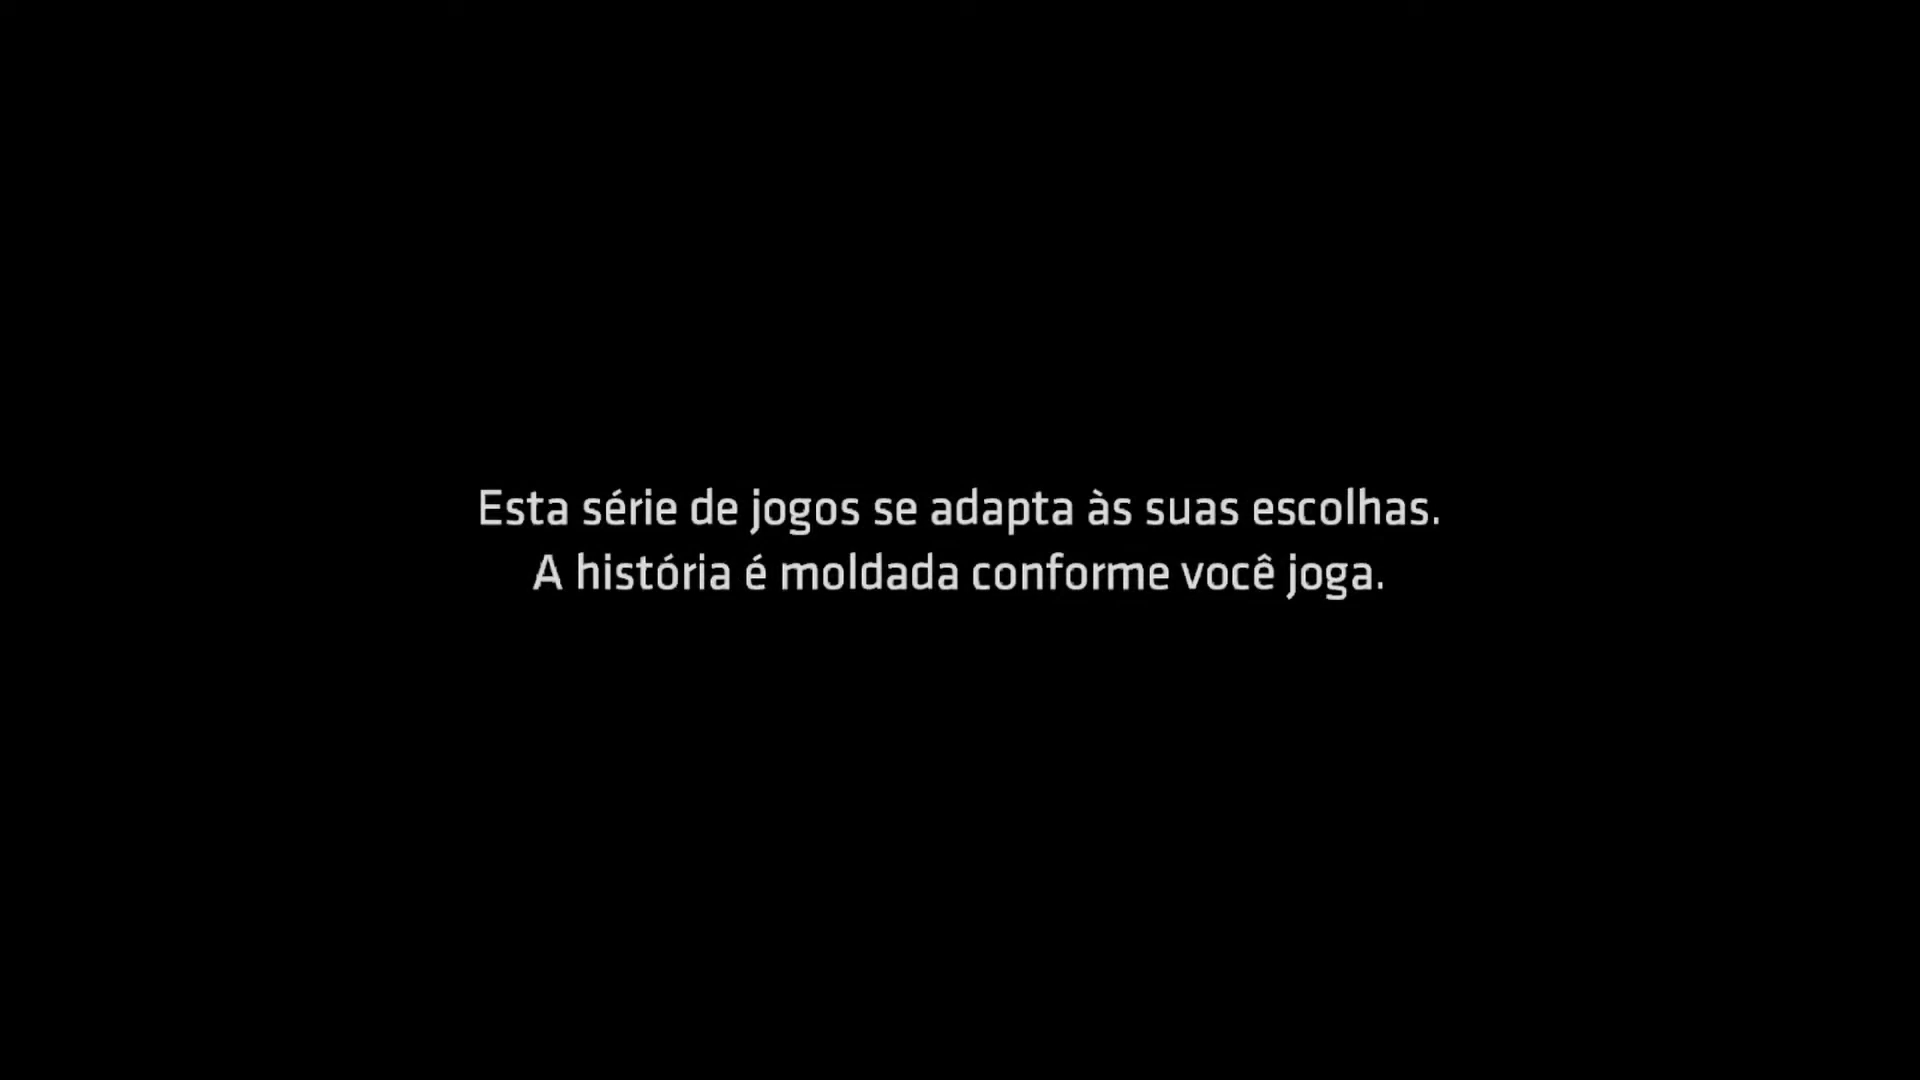 Esta série de jogos se adapta às suas escolhas.
A história é moldada conforme você joga.